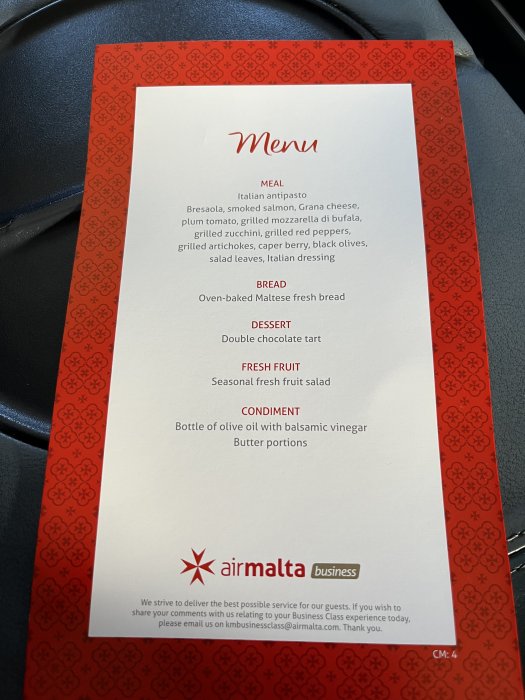 Menu
MEAL
Italian antipasto
Bresaola, smoked salmon, Grana cheese,
plum tomato, grilled mozzarella di bufala,
grilled zucchini, grilled red peppers,
grilled artichokes, caper berry, black olives,
salad leaves, Italian dressing
BREAD
Oven-baked Maltese fresh bread
DESSERT
Double chocolate tart
FRESH FRUIT
Seasonal fresh fruit salad
CONDIMENT
Bottle of olive oil with balsamic vinegar
Butter portions
airmalta business
We strive to deliver the best possible service for our guests. If you wish to
share your comments with us relating to your Business Class experience today,
please email us on kmbusinessclass@airmalta.com. Thank you.
CM: 4